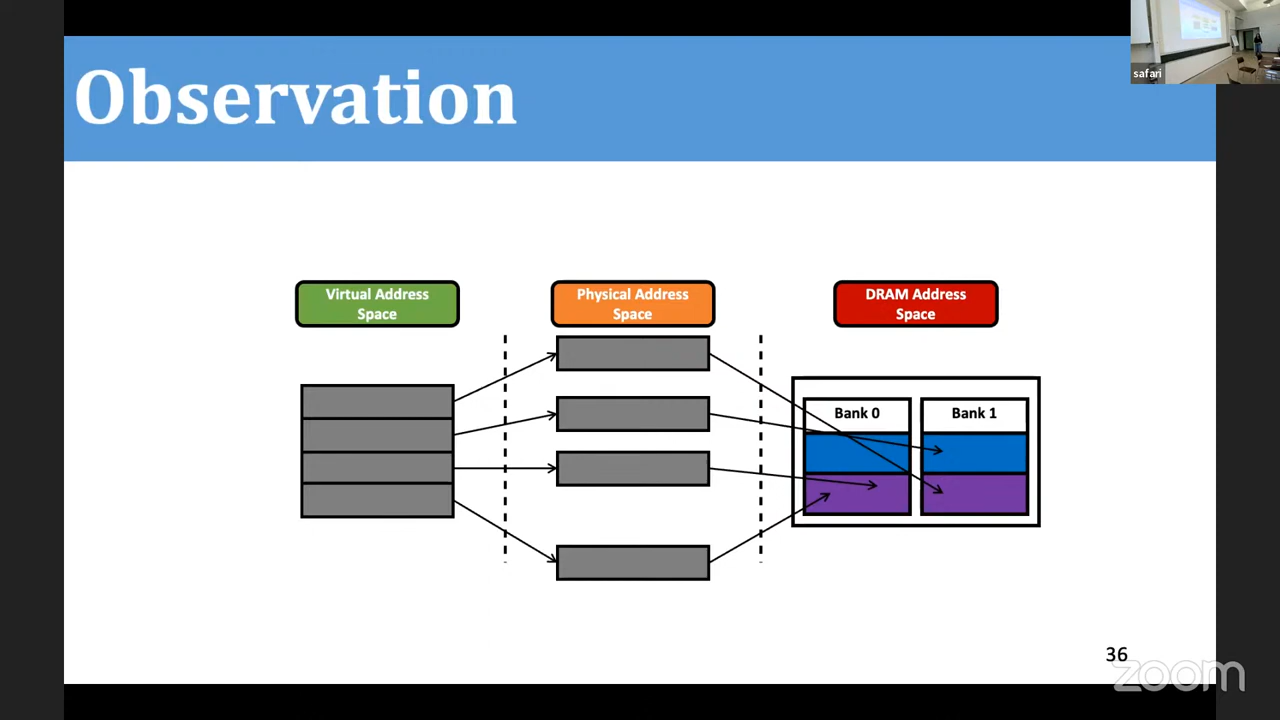 safari
Observation
Virtual Address
Space
Physical Address
Space
DRAM Address
Space
Bank 0
Bank 1
36
zoom